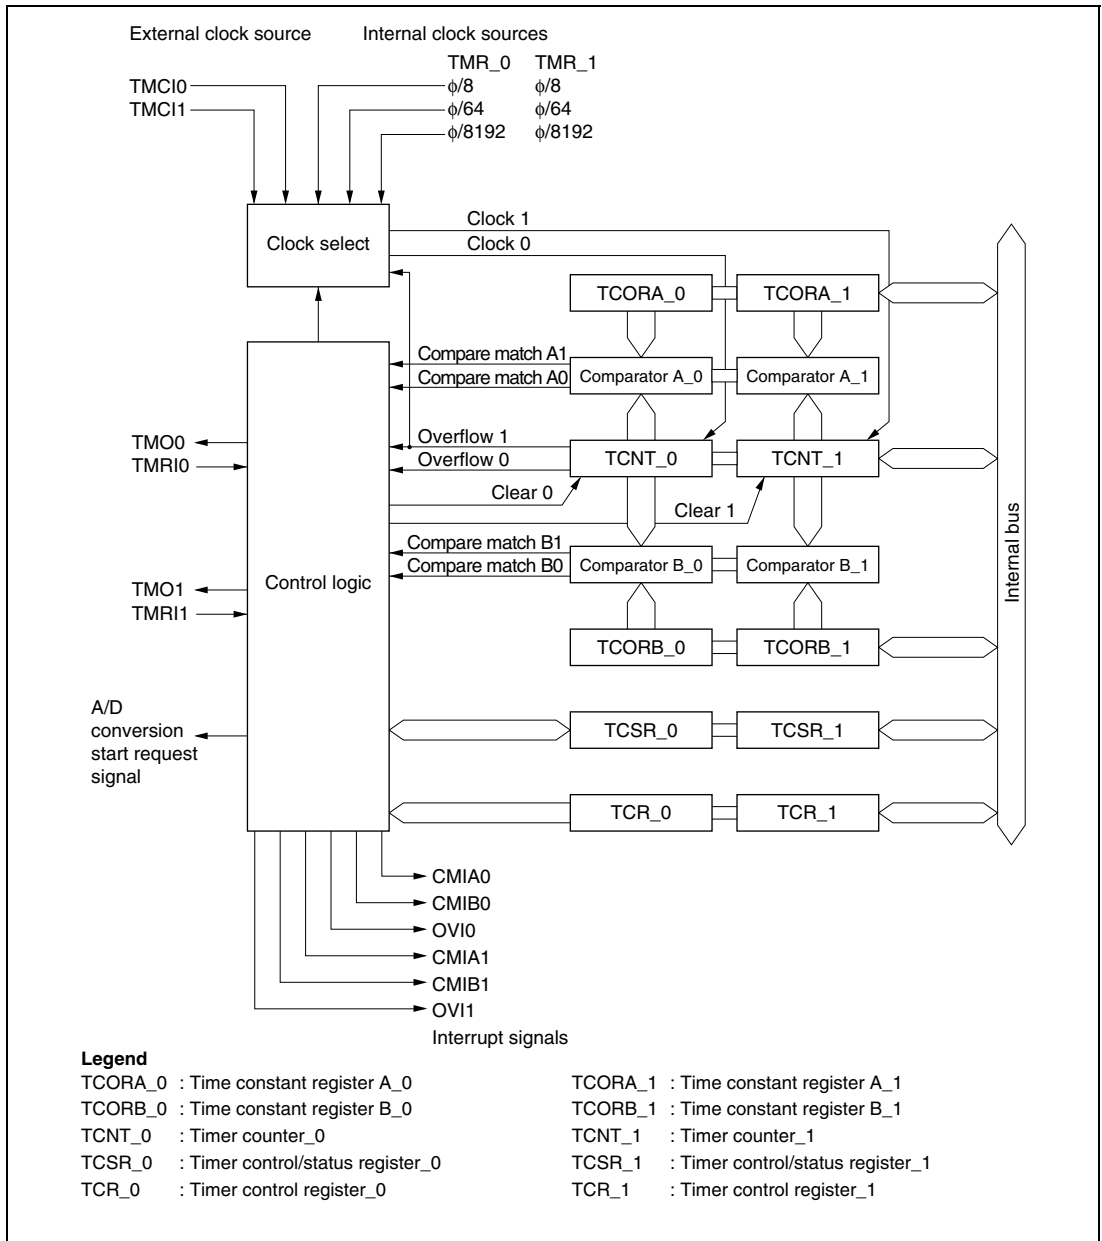 External clock source
Internal clock sources
TMR_0 TMR_1
TMCI0
ϕ/8 ϕ/8
TMCI1
ϕ/64 ϕ/64
ϕ/8192 ϕ/8192
Clock select
Clock 1
Clock 0
TCORA_0
TCORA_1
Compare match A1
Compare match A0
Comparator A_0
Comparator A_1
TMO0
TMRI0
Overflow 1
Overflow 0
TCNT_0
TCNT_1
Clear 0
Clear 1
Compare match B1
Compare match B0
Comparator B_0
Comparator B_1
Control logic
TMO1
TMRI1
Internal bus
TCORB_0
TCORB_1
A/D
conversion
start request
signal
TCSR_0
TCSR_1
TCR_0
TCR_1
CMIA0
CMIB0
OVI0
CMIA1
CMIB1
OVI1
Interrupt signals
Legend
TCORA_0 : Time constant register A_0
TCORA_1 : Time constant register A_1
TCORB_0 : Time constant register B_0
TCORB_1 : Time constant register B_1
TCNT_0 : Timer counter_0
TCNT_1 : Timer counter_1
TCSR_0 : Timer control/status register_0
TCSR_1 : Timer control/status register_1
TCR_0 : Timer control register_0
TCR_1 : Timer control register_1